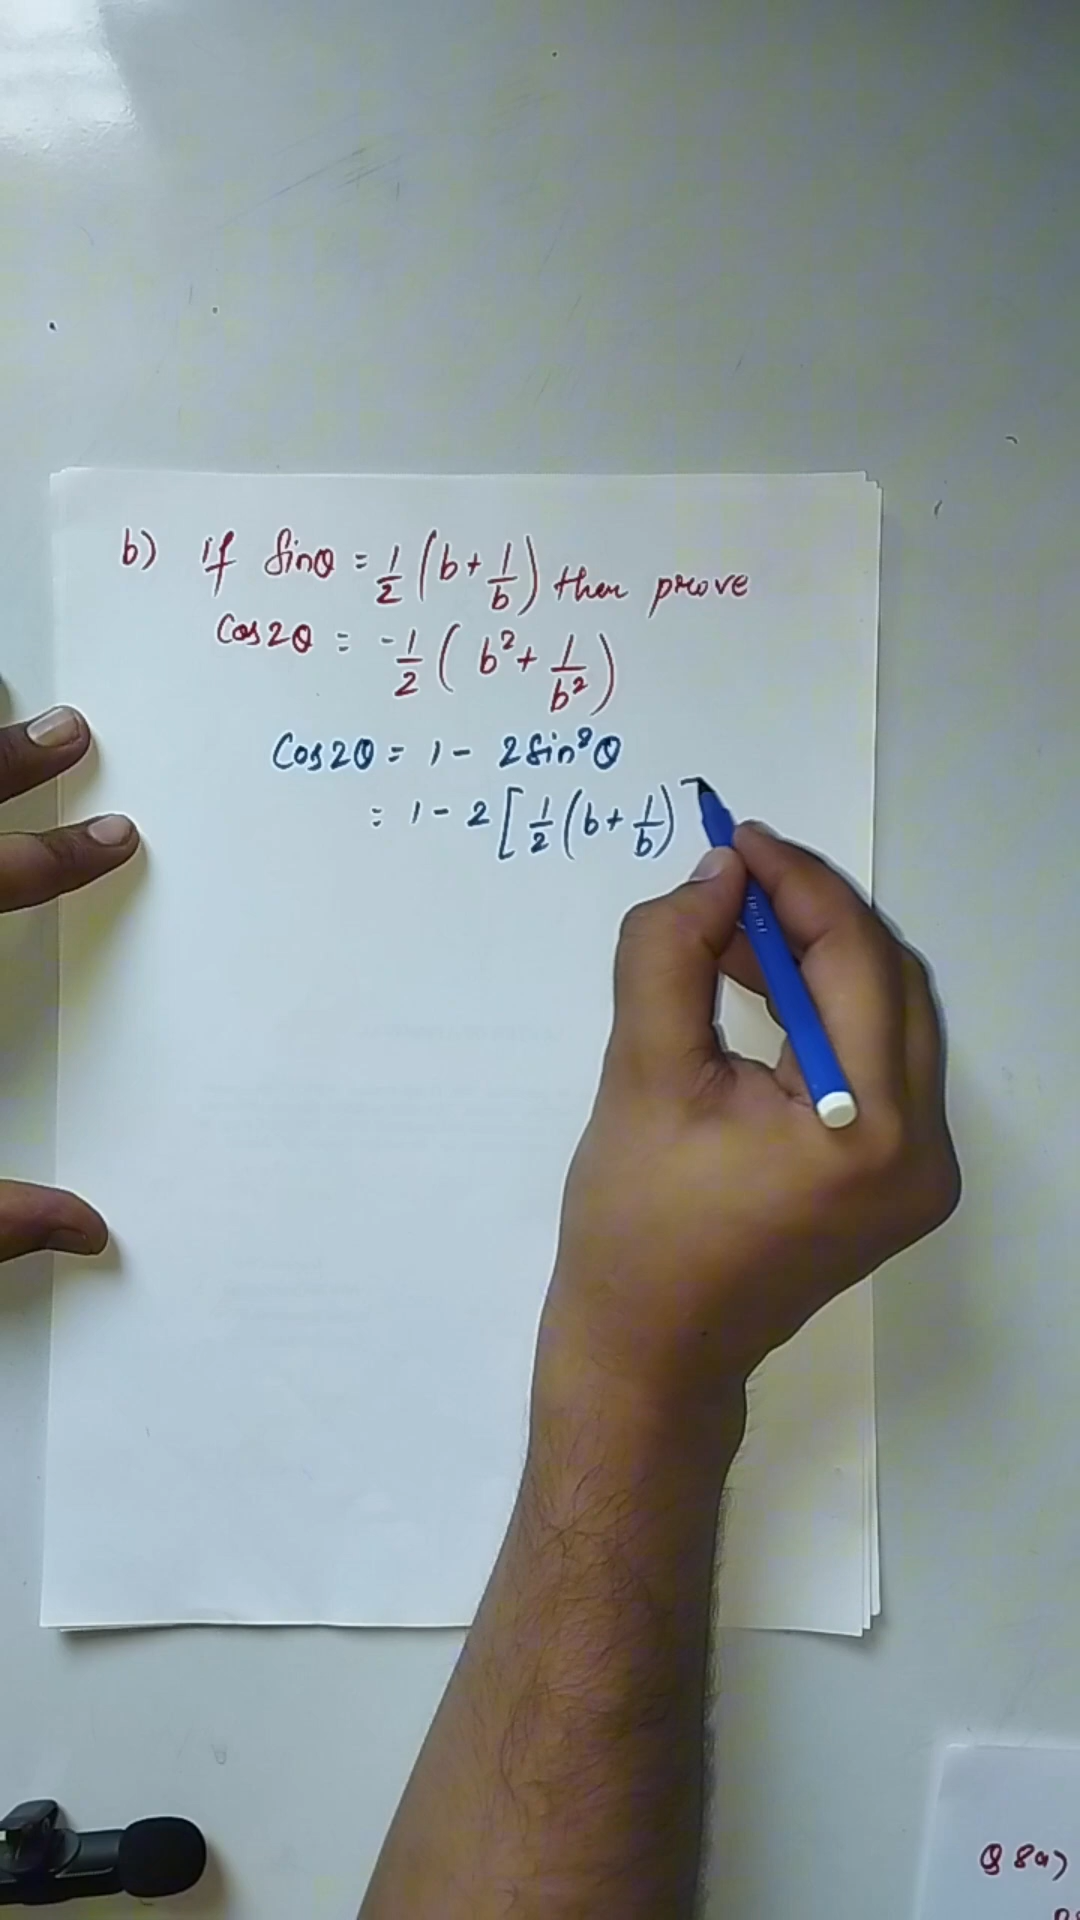 b) if Sinθ = 1/2 (b + 1/b) then prove
Cos2θ = -1/2 ( b² + 1/b² )
Cos2θ = 1 - 2Sin²θ
= 1 - 2 [ 1/2 (b + 1/b)
Q 8a)